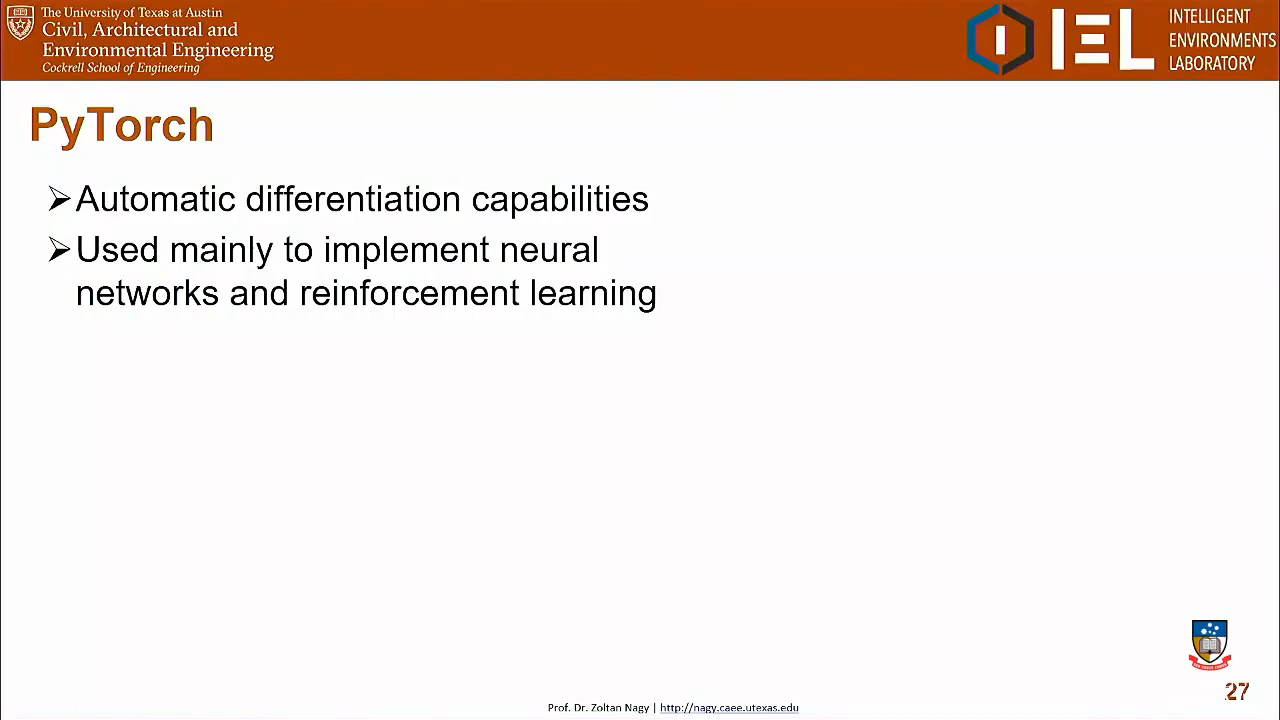 The University of Texas at Austin
Civil, Architectural and
Environmental Engineering
Cockrell School of Engineering
IEL
INTELLIGENT
ENVIRONMENTS
LABORATORY
PyTorch
➢Automatic differentiation capabilities
➢Used mainly to implement neural
networks and reinforcement learning
27
Prof. Dr. Zoltan Nagy | http://nagy.caee.utexas.edu